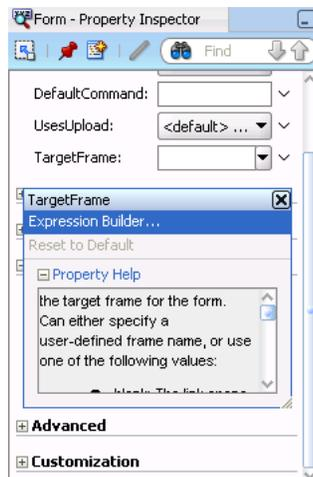 Form - Property Inspector
Find
DefaultCommand:
UsesUpload: <default> ...
TargetFrame:
TargetFrame
Expression Builder...
Reset to Default
Property Help
the target frame for the form.
Can either specify a
user-defined frame name, or use
one of the following values:
Advanced
Customization